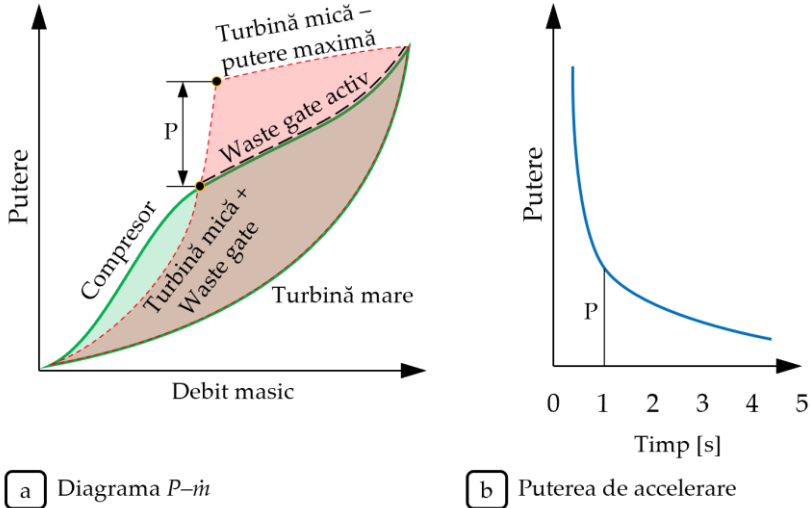 Turbină mică –
putere maximă
P
Waste gate activ
Putere
Compresor
Turbină mică +
Waste gate
Turbină mare
Debit masic
a
Diagrama P–ṁ
Putere
P
0 1 2 3 4 5
Timp [s]
b
Puterea de accelerare